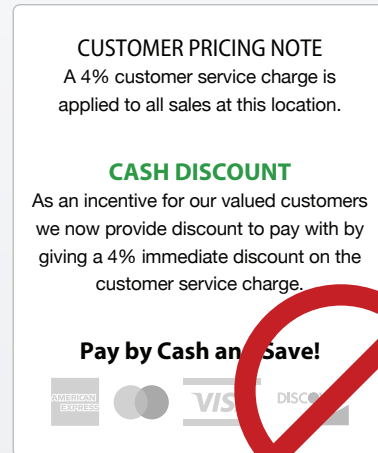 CUSTOMER PRICING NOTE
A 4% customer service charge is
applied to all sales at this location.
CASH DISCOUNT
As an incentive for our valued customers
we now provide discount to pay with by
giving a 4% immediate discount on the
customer service charge.
Pay by Cash an Save!
AMERICAN
EXPRESS
VIS
DISCO